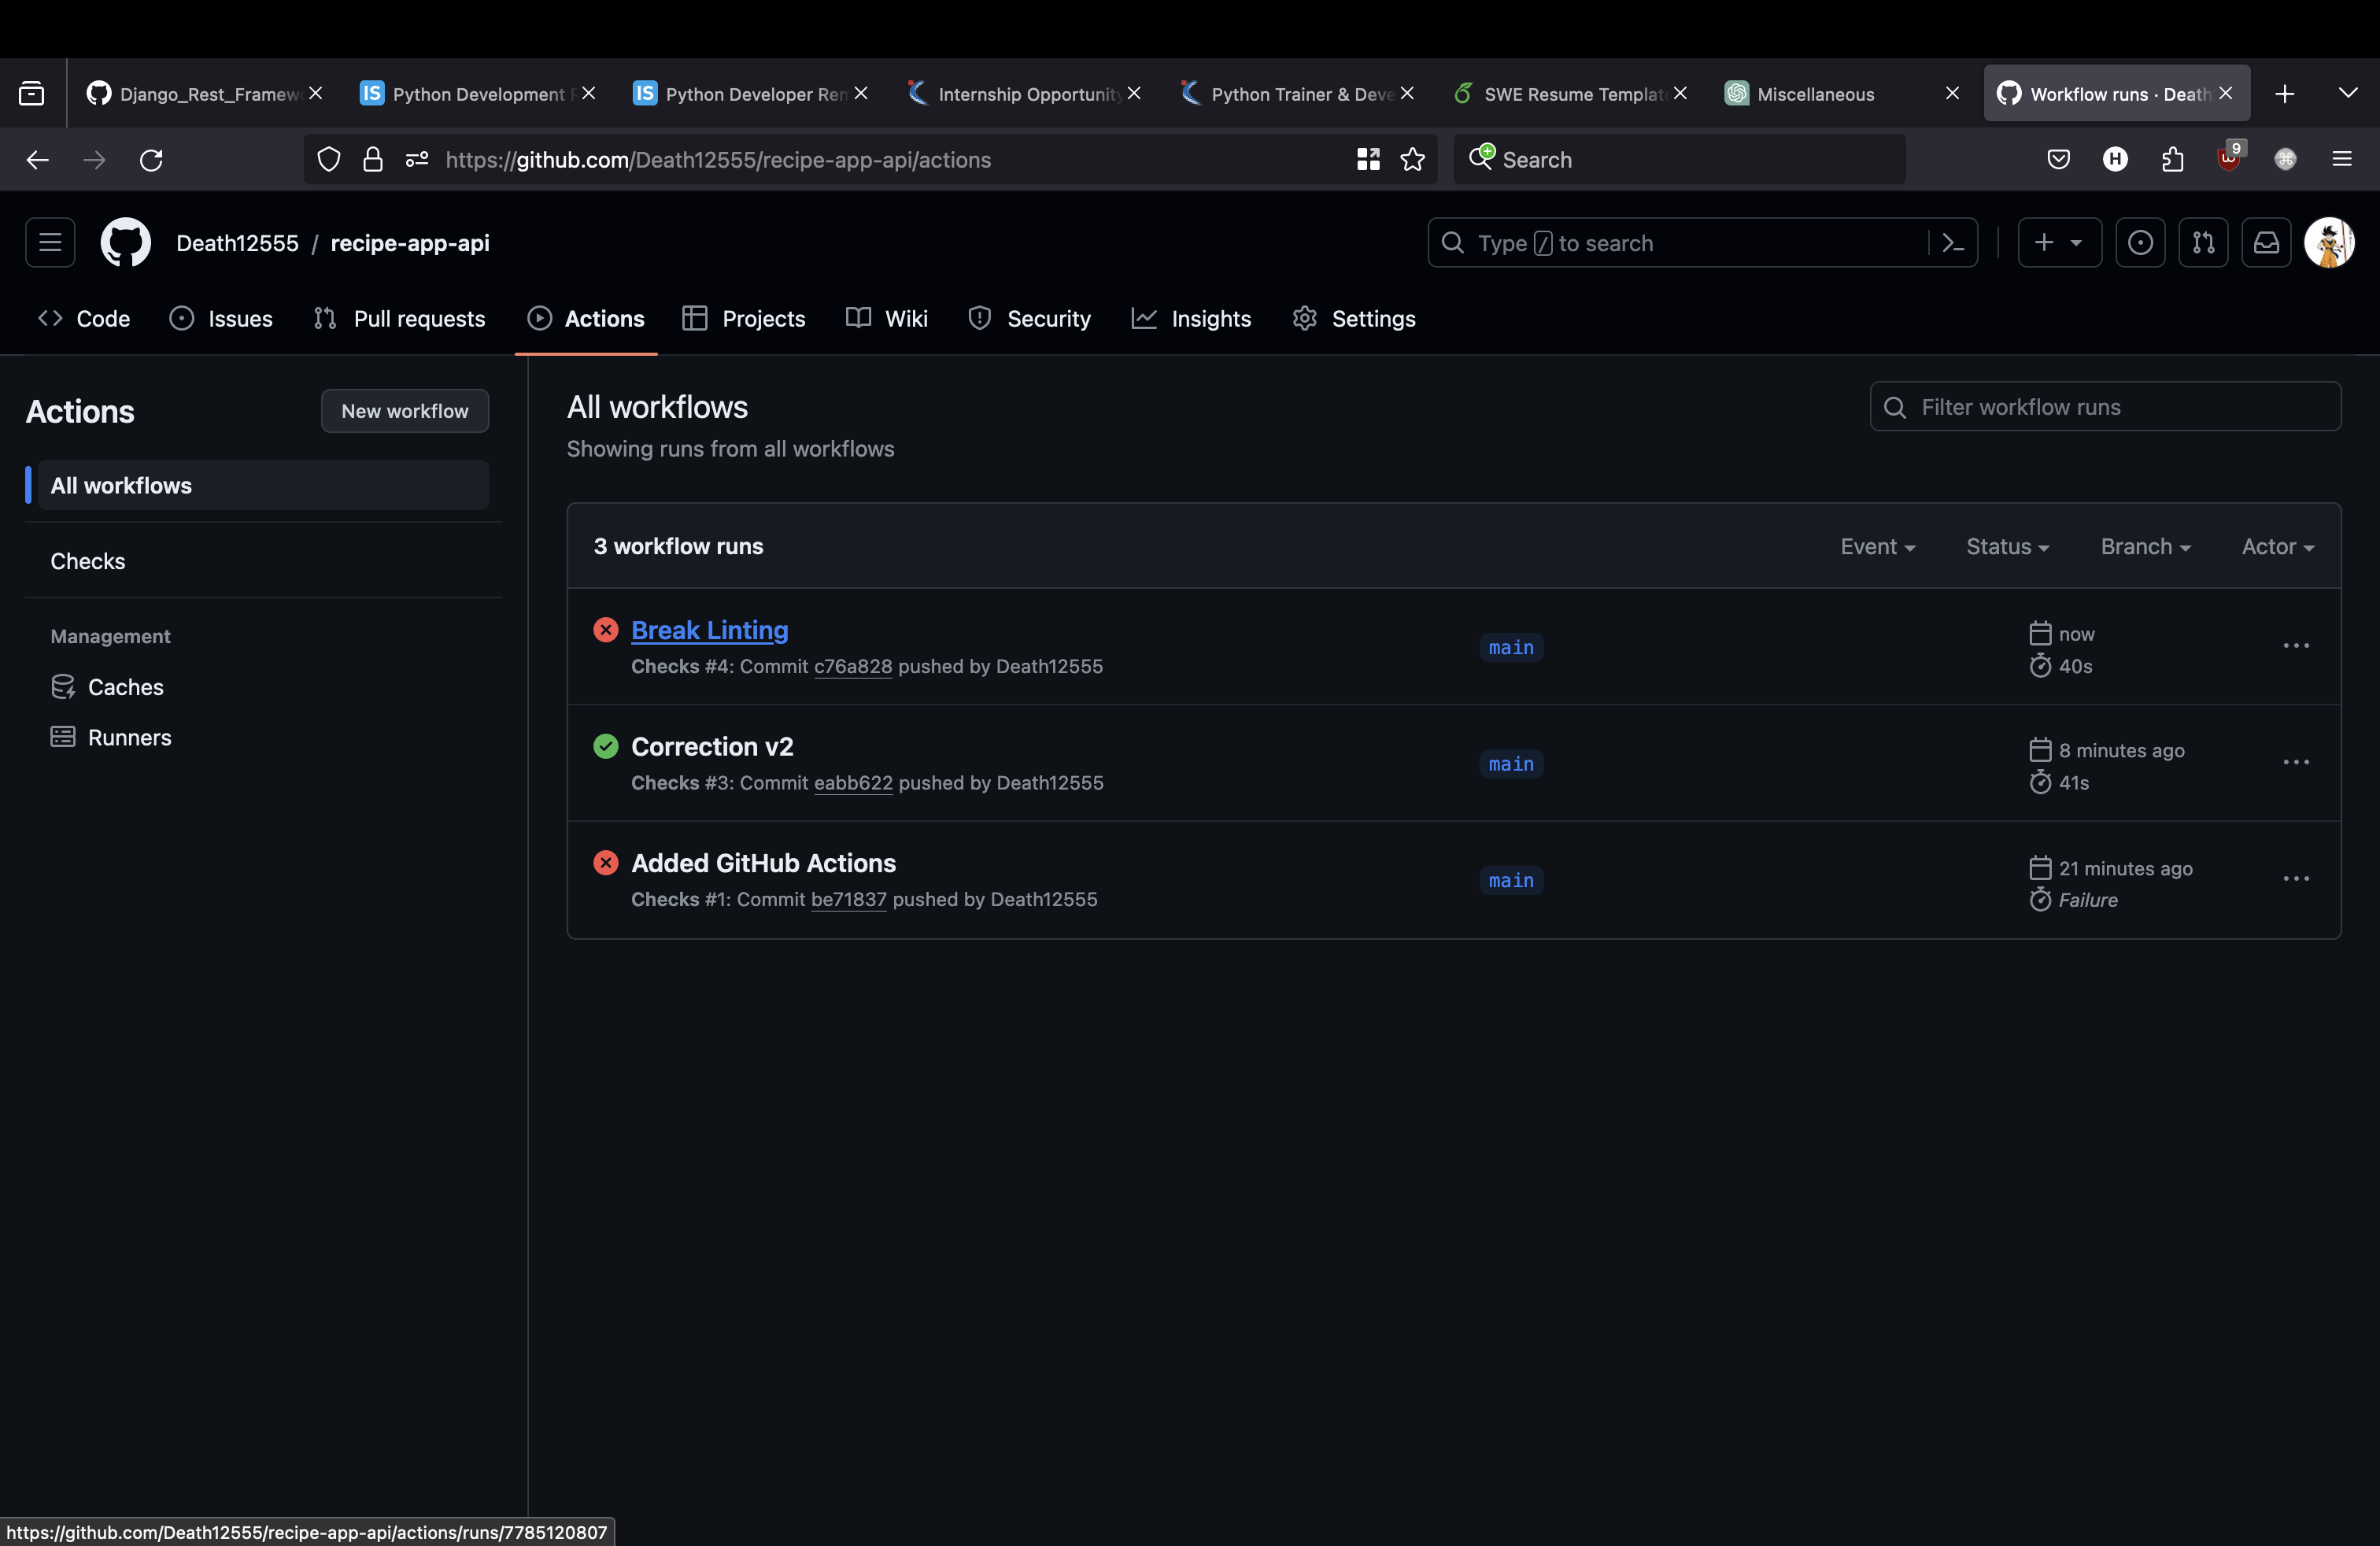 Django_Rest_Framew
Python Development
Python Developer Rem
Internship Opportunity
Python Trainer & Deve
SWE Resume Templat
Miscellaneous
Workflow runs · Death
https://github.com/Death12555/recipe-app-api/actions
Search
9
Death12555 / recipe-app-api
Type / to search
Code
Issues
Pull requests
Actions
Projects
Wiki
Security
Insights
Settings
Actions
New workflow
All workflows
Checks
Management
Caches
Runners
All workflows
Showing runs from all workflows
Filter workflow runs
3 workflow runs
Event
Status
Branch
Actor
Break Linting
Checks #4: Commit c76a828 pushed by Death12555
main
now
40s
Correction v2
Checks #3: Commit eabb622 pushed by Death12555
main
8 minutes ago
41s
Added GitHub Actions
Checks #1: Commit be71837 pushed by Death12555
main
21 minutes ago
Failure
https://github.com/Death12555/recipe-app-api/actions/runs/7785120807